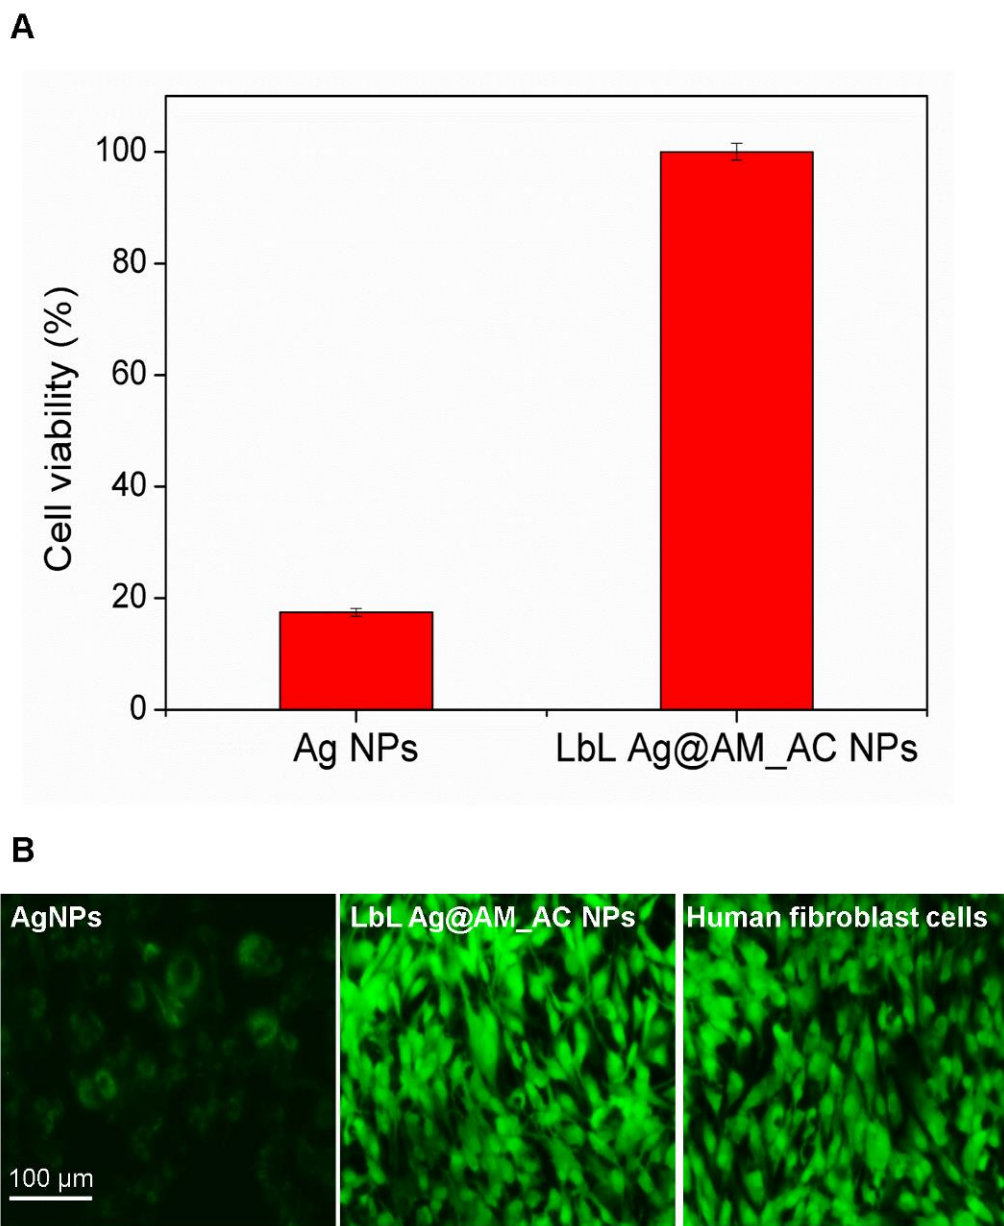 A
Cell viability (%)
100
80
60
40
20
0
Ag NPs
LbL Ag@AM_AC NPs
B
AgNPs
LbL Ag@AM_AC NPs
Human fibroblast cells
100 µm